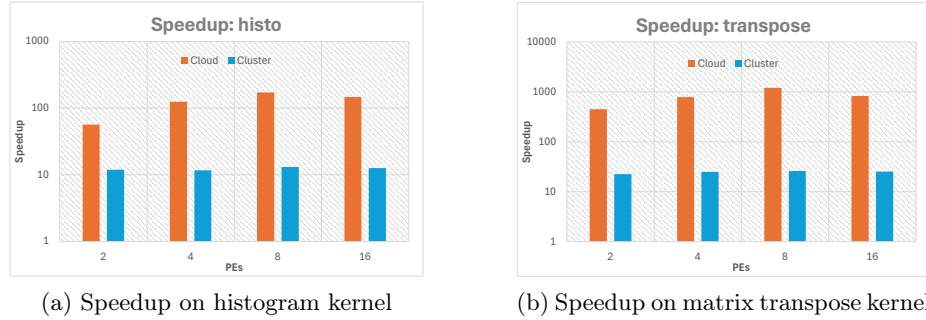 Speedup: histo
1000
Cloud Cluster
100
Speedup
10
1
2 4 8 16
PEs
(a) Speedup on histogram kernel
Speedup: transpose
10000
Cloud Cluster
1000
100
Speedup
10
1
2 4 8 16
PEs
(b) Speedup on matrix transpose kernel